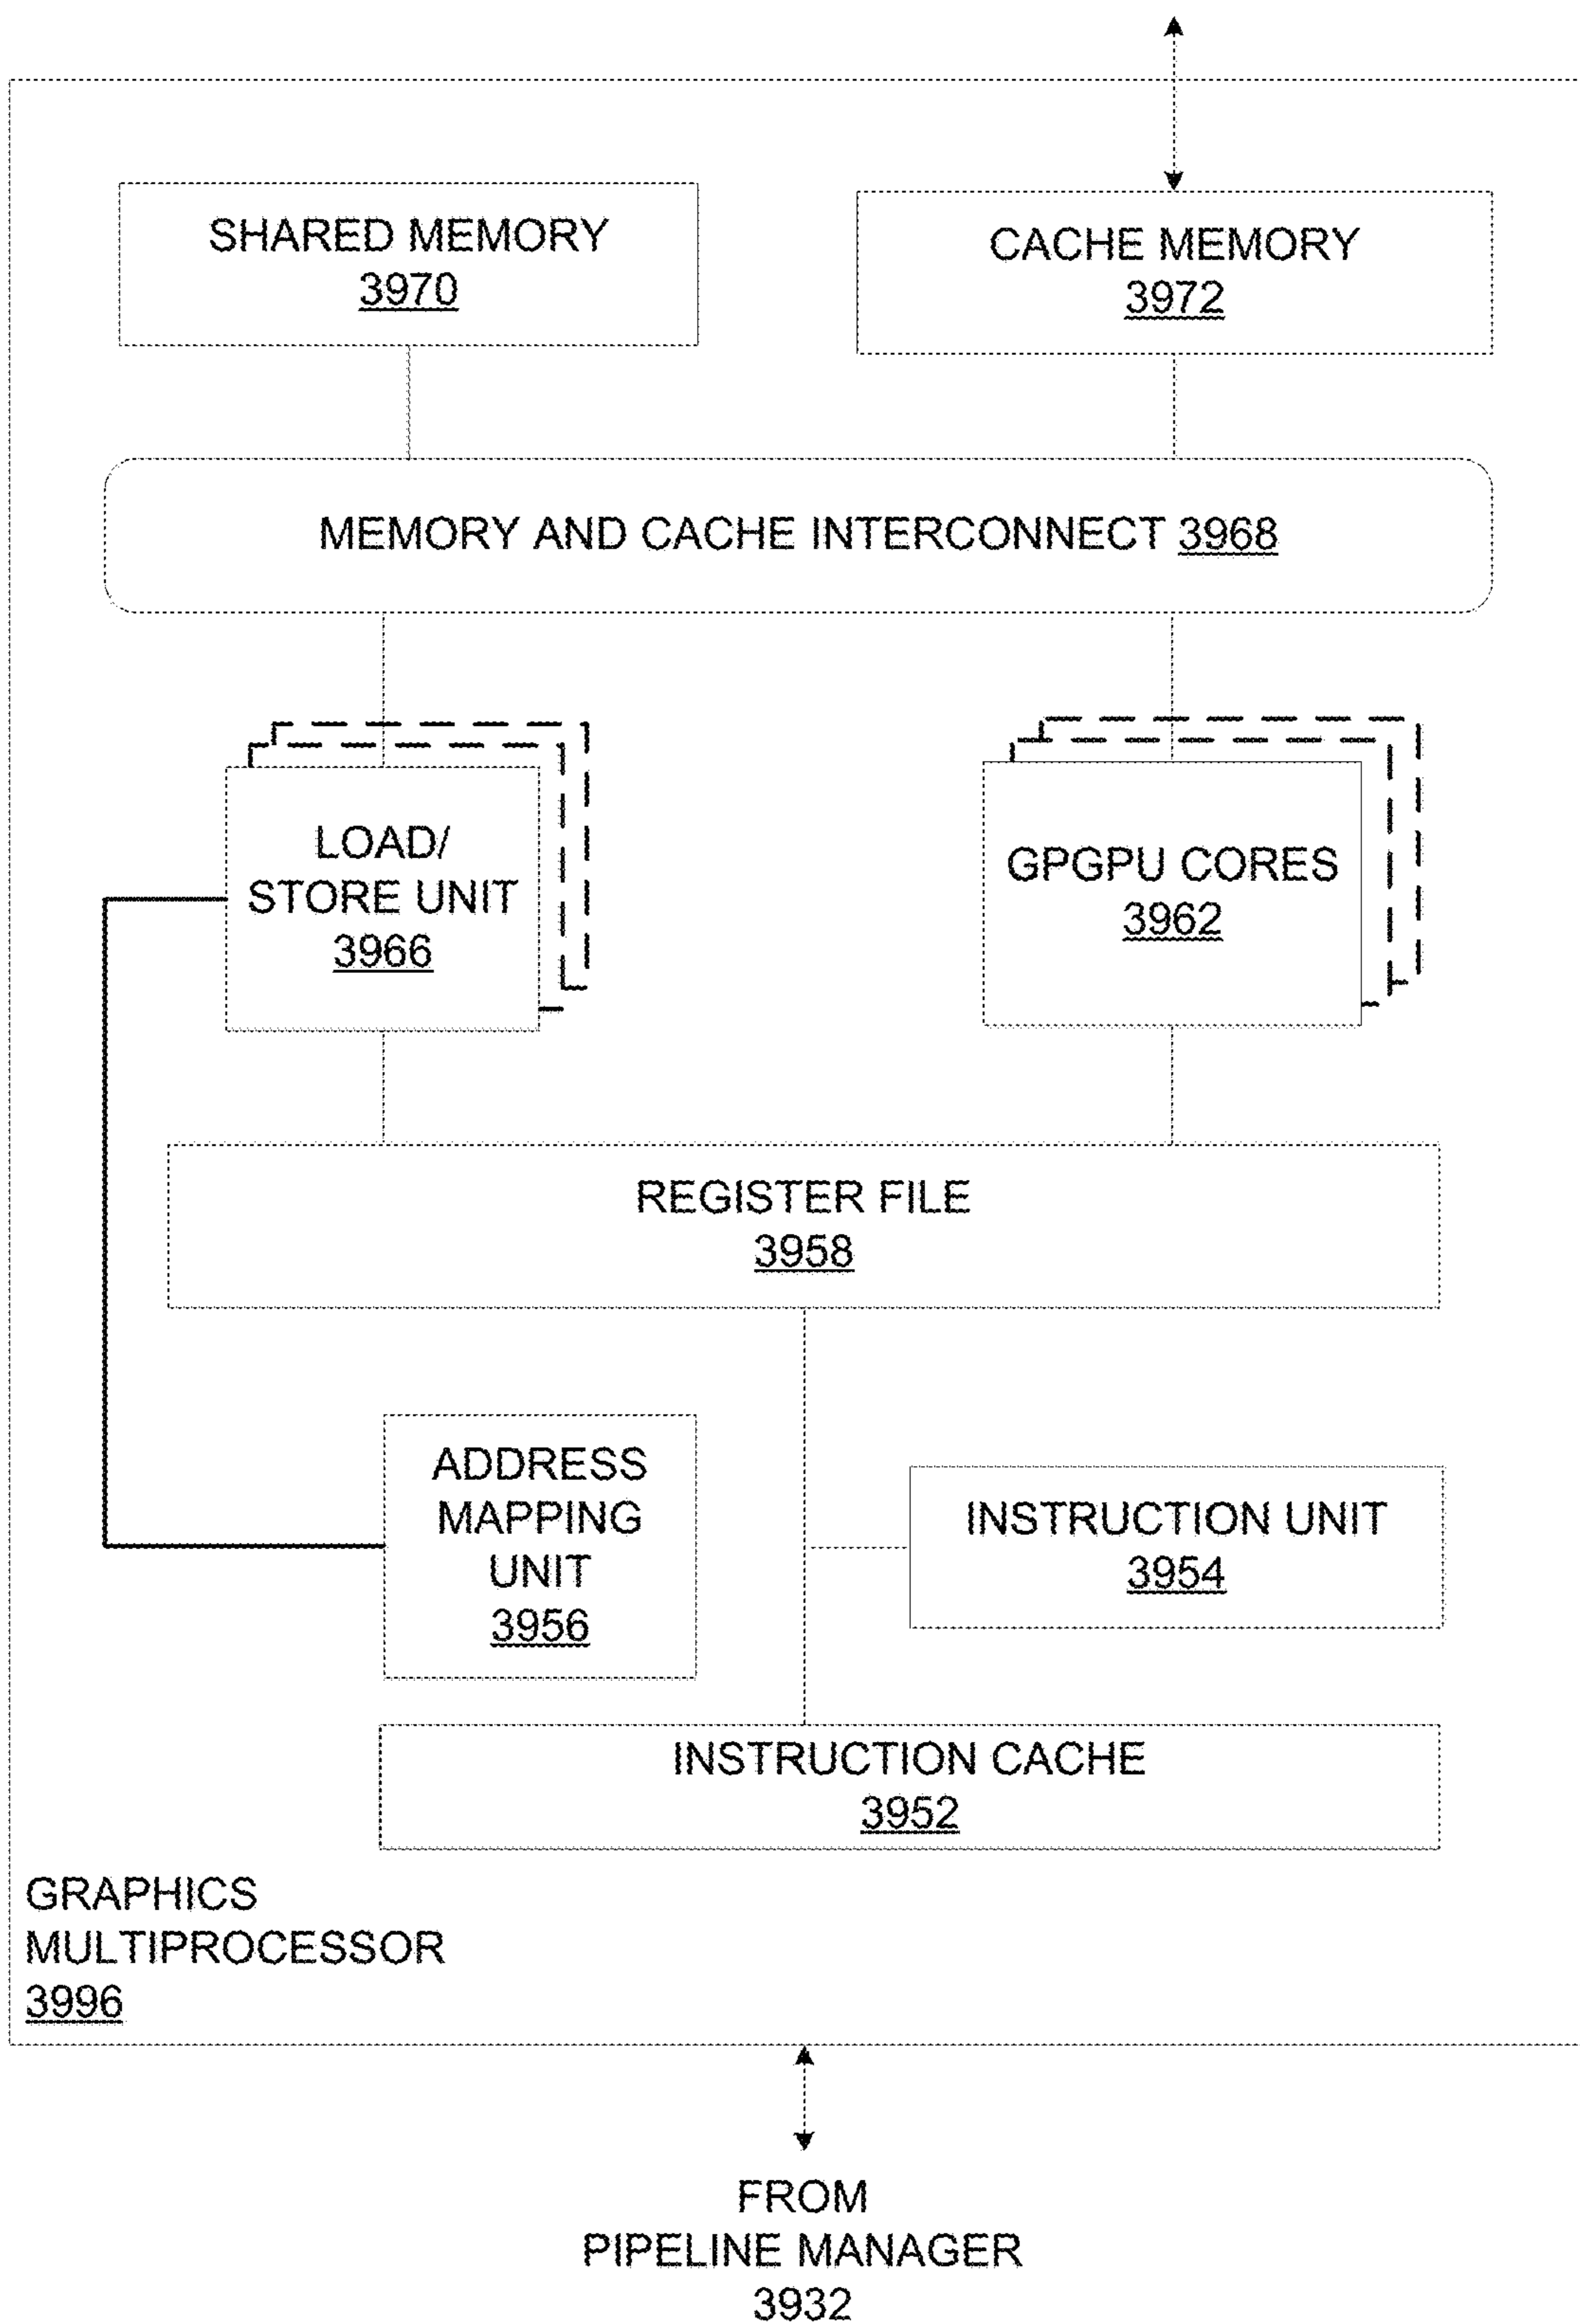 SHARED MEMORY
3970
CACHE MEMORY
3972
MEMORY AND CACHE INTERCONNECT 3968
LOAD/
STORE UNIT
3966
GPGPU CORES
3962
REGISTER FILE
3958
ADDRESS
MAPPING
UNIT
3956
INSTRUCTION UNIT
3954
INSTRUCTION CACHE
3952
GRAPHICS
MULTIPROCESSOR
3996
FROM
PIPELINE MANAGER
3932